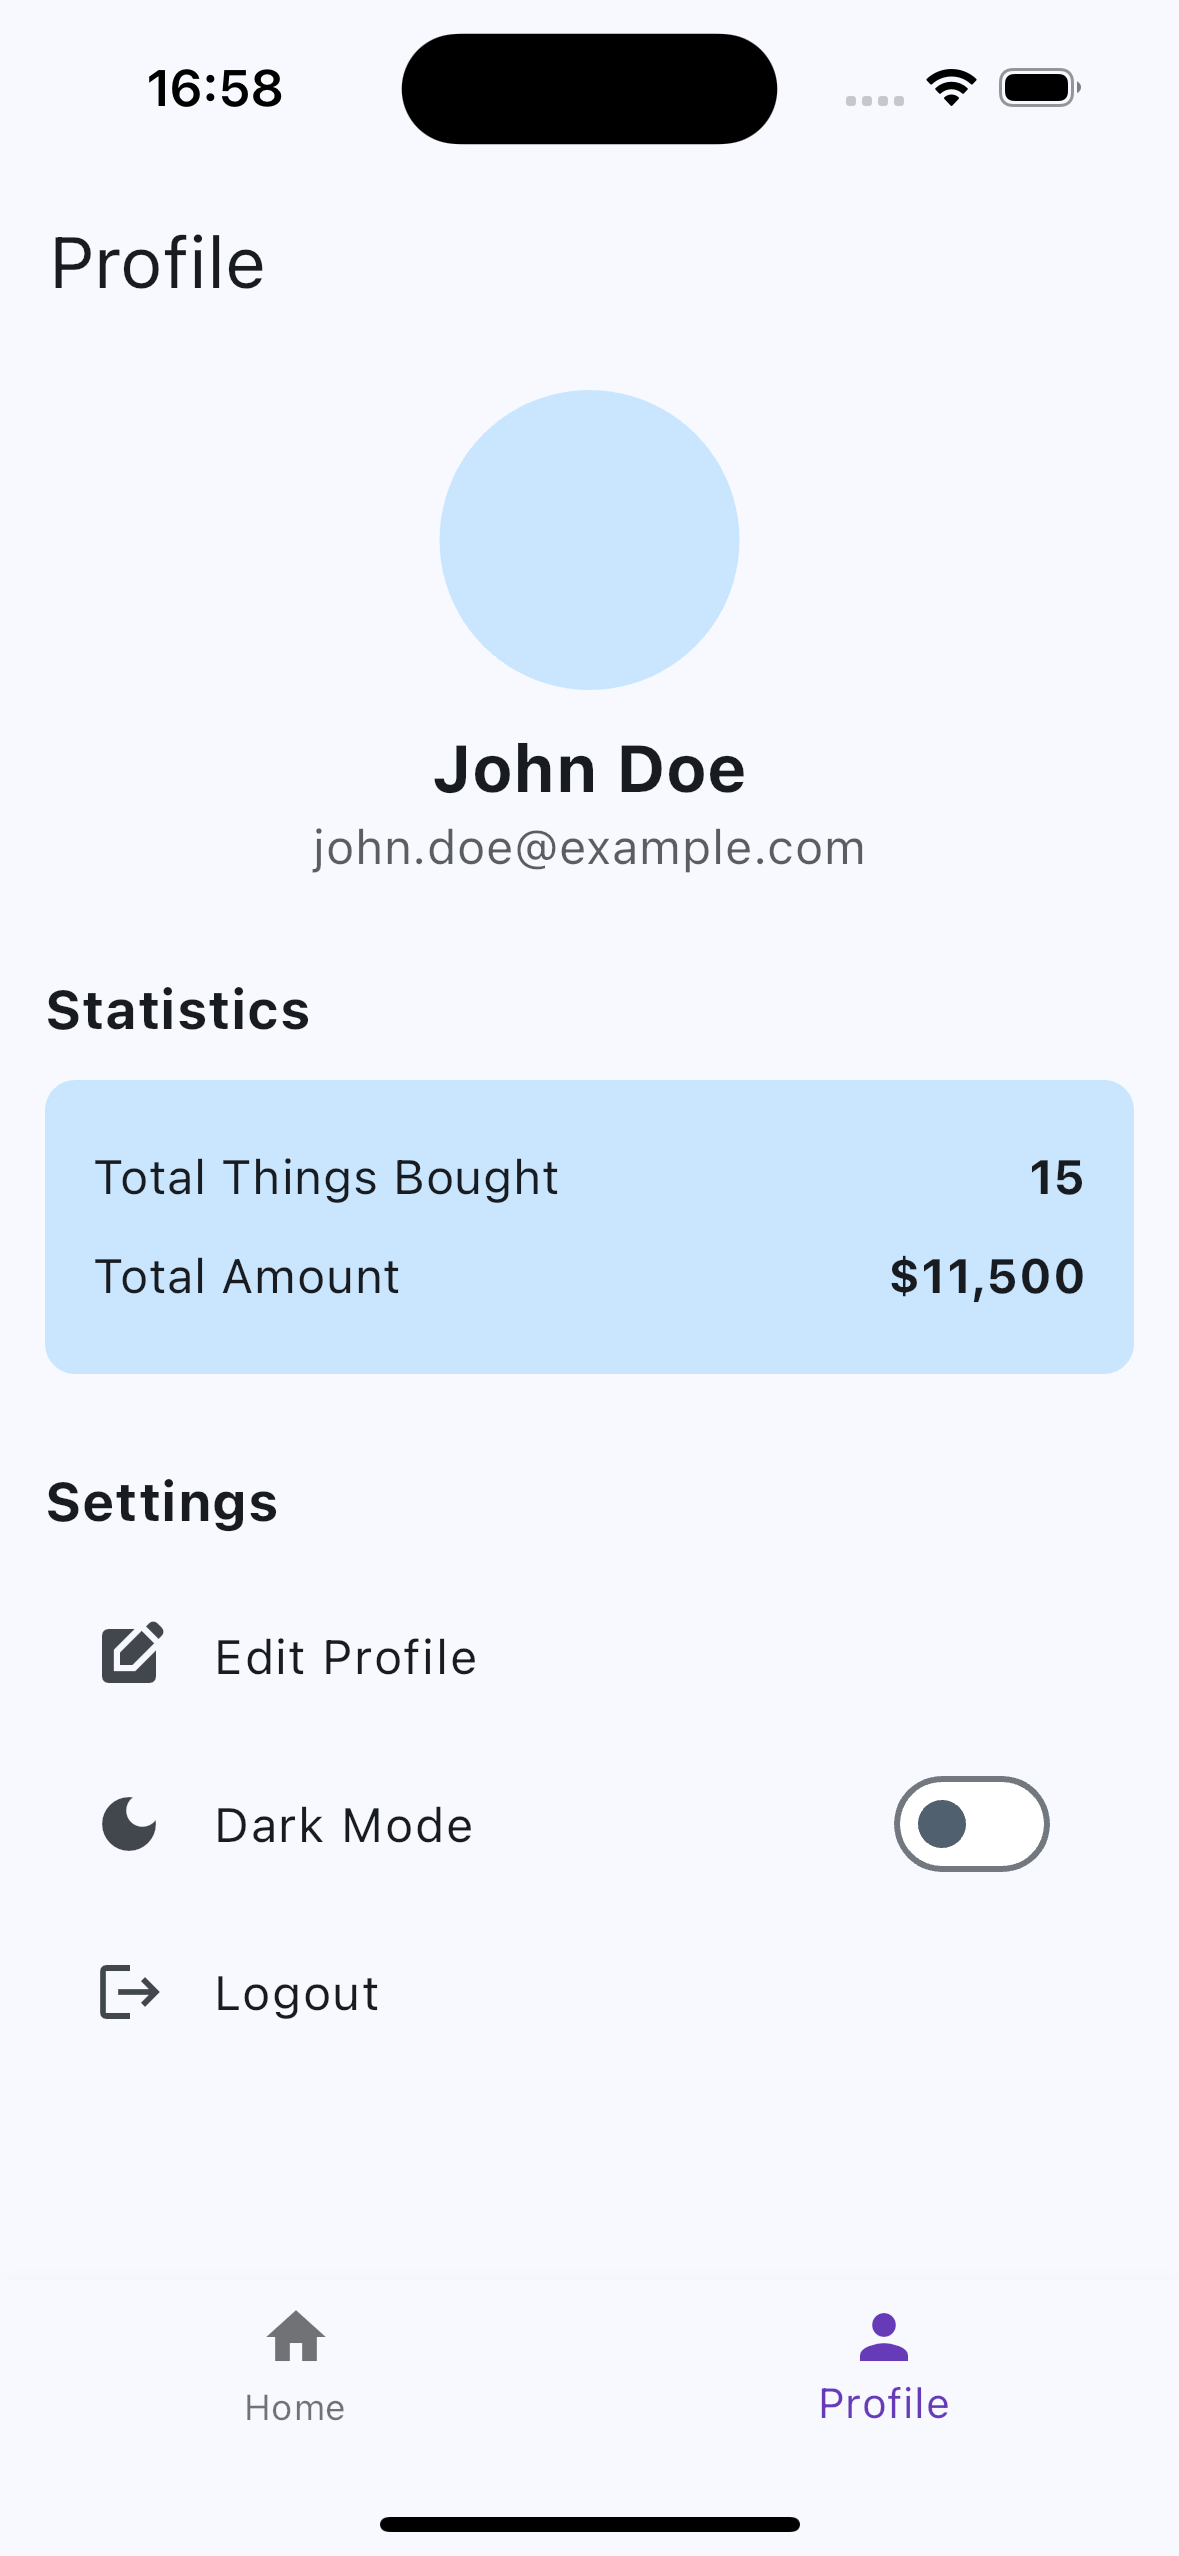 16:58
Profile
John Doe
john.doe@example.com
Statistics
Total Things Bought 15
Total Amount $11,500
Settings
Edit Profile
Dark Mode
Logout
Home Profile